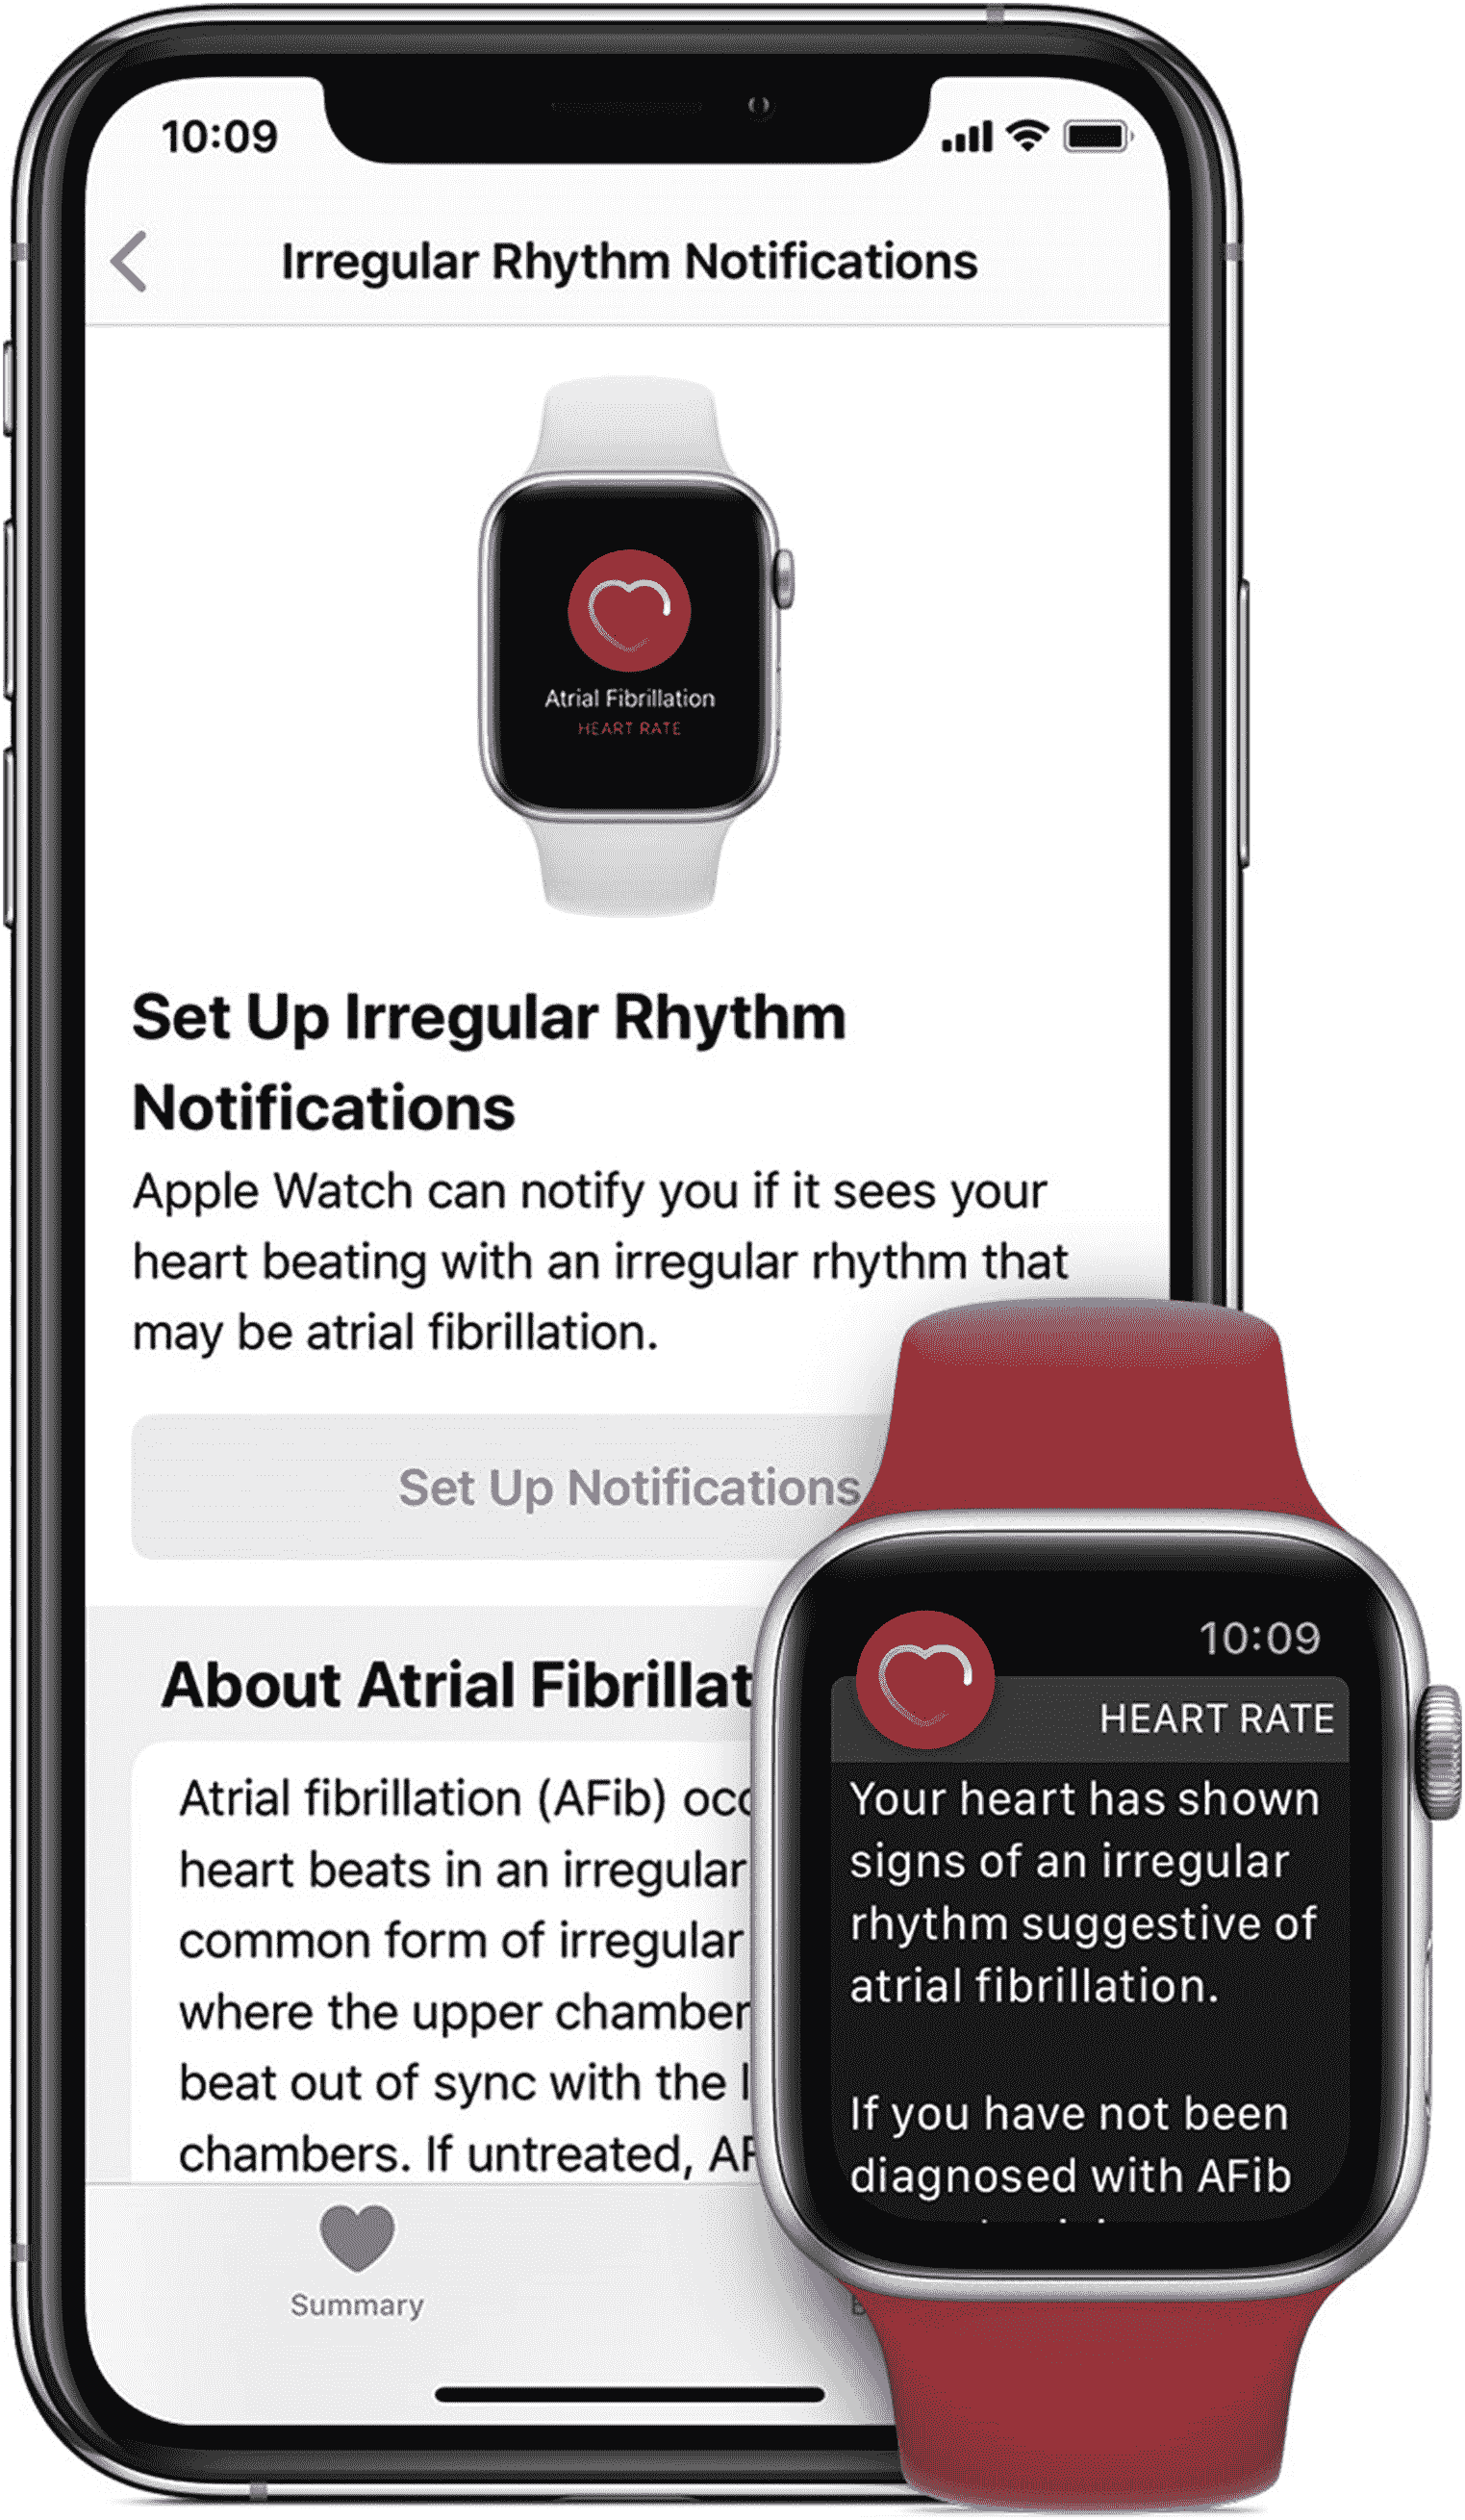 10:09
Irregular Rhythm Notifications
Atrial Fibrillation
HEART RATE
Set Up Irregular Rhythm
Notifications
Apple Watch can notify you if it sees your
heart beating with an irregular rhythm that
may be atrial fibrillation.
Set Up Notifications
About Atrial
Atrial fibrillation (AFib)
heart beats in an irregular
common form of irregular
where the upper
beat out of sync with the
chambers. If untreated,
Summary
10:09
HEART RATE
Your heart has shown
signs of an irregular
rhythm suggestive of
atrial fibrillation.
If you have not been
diagnosed with AFib